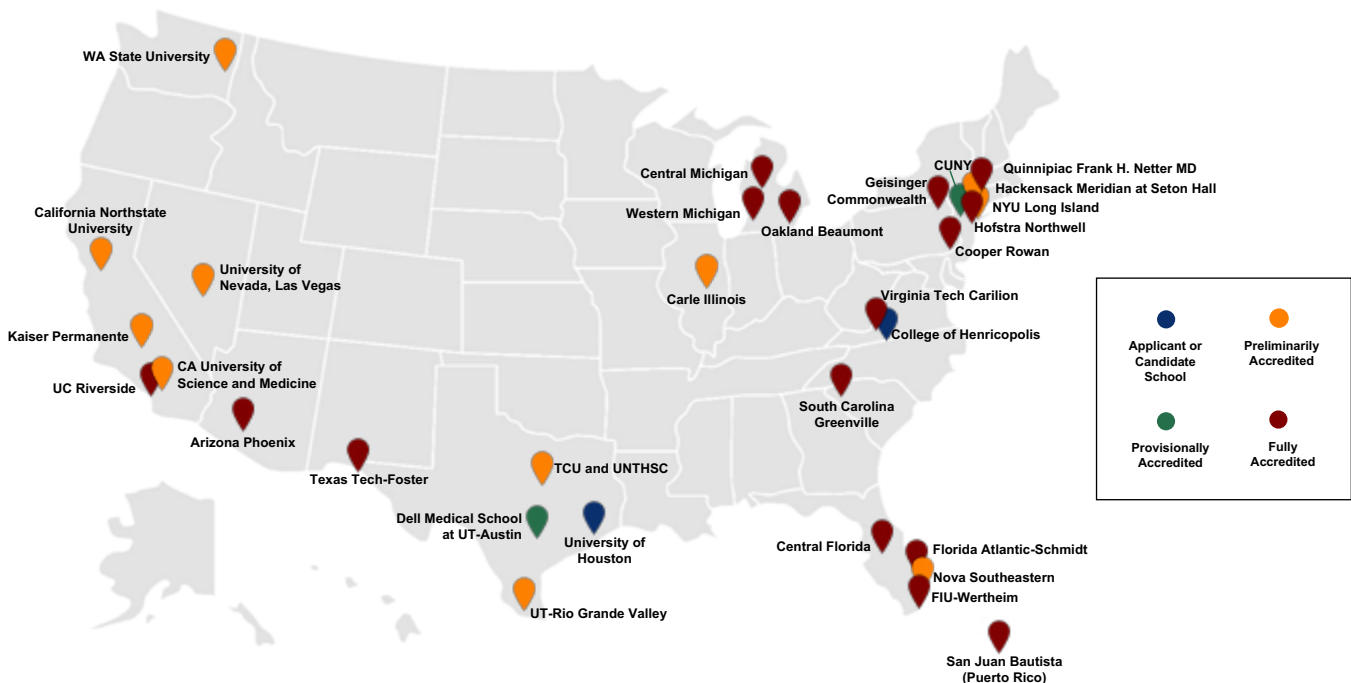 WA State University
Central Michigan
CUNY
Quinnipiac Frank H. Netter MD
Geisinger
Commonwealth
Hackensack Meridian at Seton Hall
NYU Long Island
Western Michigan
Oakland Beaumont
Hofstra Northwell
Cooper Rowan
California Northstate
University
University of
Nevada, Las Vegas
Carle Illinois
Virginia Tech Carilion
College of Henricopolis
Kaiser Permanente
CA University of
Science and Medicine
UC Riverside
Arizona Phoenix
South Carolina
Greenville
Texas Tech-Foster
TCU and UNTHSC
Dell Medical School
at UT-Austin
University of
Houston
UT-Rio Grande Valley
Central Florida
Florida Atlantic-Schmidt
Nova Southeastern
FIU-Wertheim
San Juan Bautista
(Puerto Rico)
Applicant or
Candidate
School
Preliminarily
Accredited
Provisionally
Accredited
Fully
Accredited